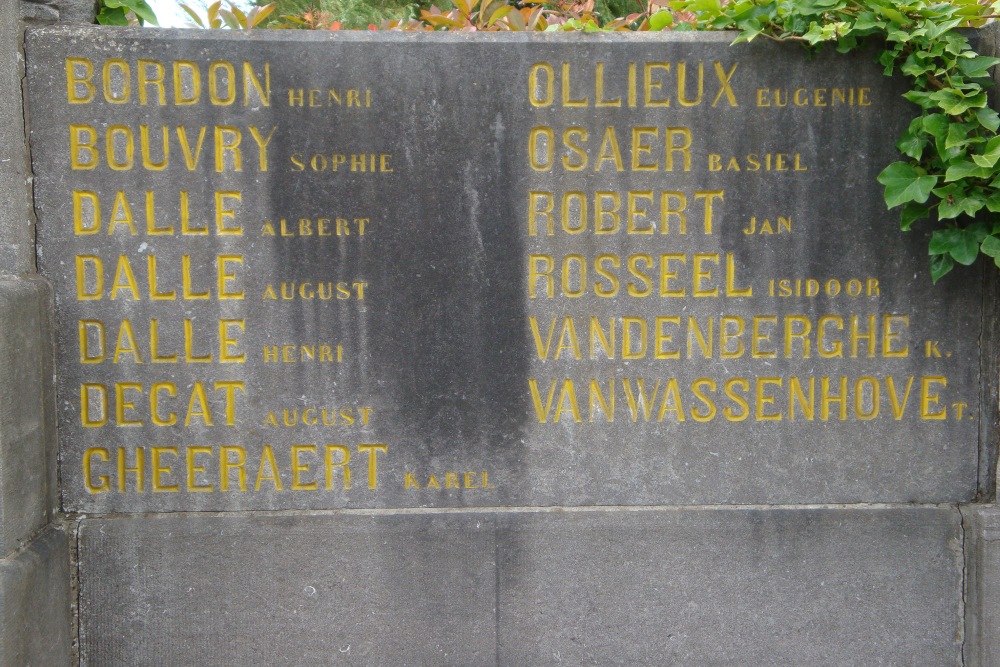 BORDON HENRI
BOUVRY SOPHIE
DALLE ALBERT
DALLE AUGUST
DALLE HENRI
DECAT AUGUST
GHEERAERT KAREL
OLLIEUX EUGENIE
OSAER BASIEL
ROBERT JAN
ROSSEEL ISIDOOR
VANDENBERGHE K.
VANWASSENHOVE T.